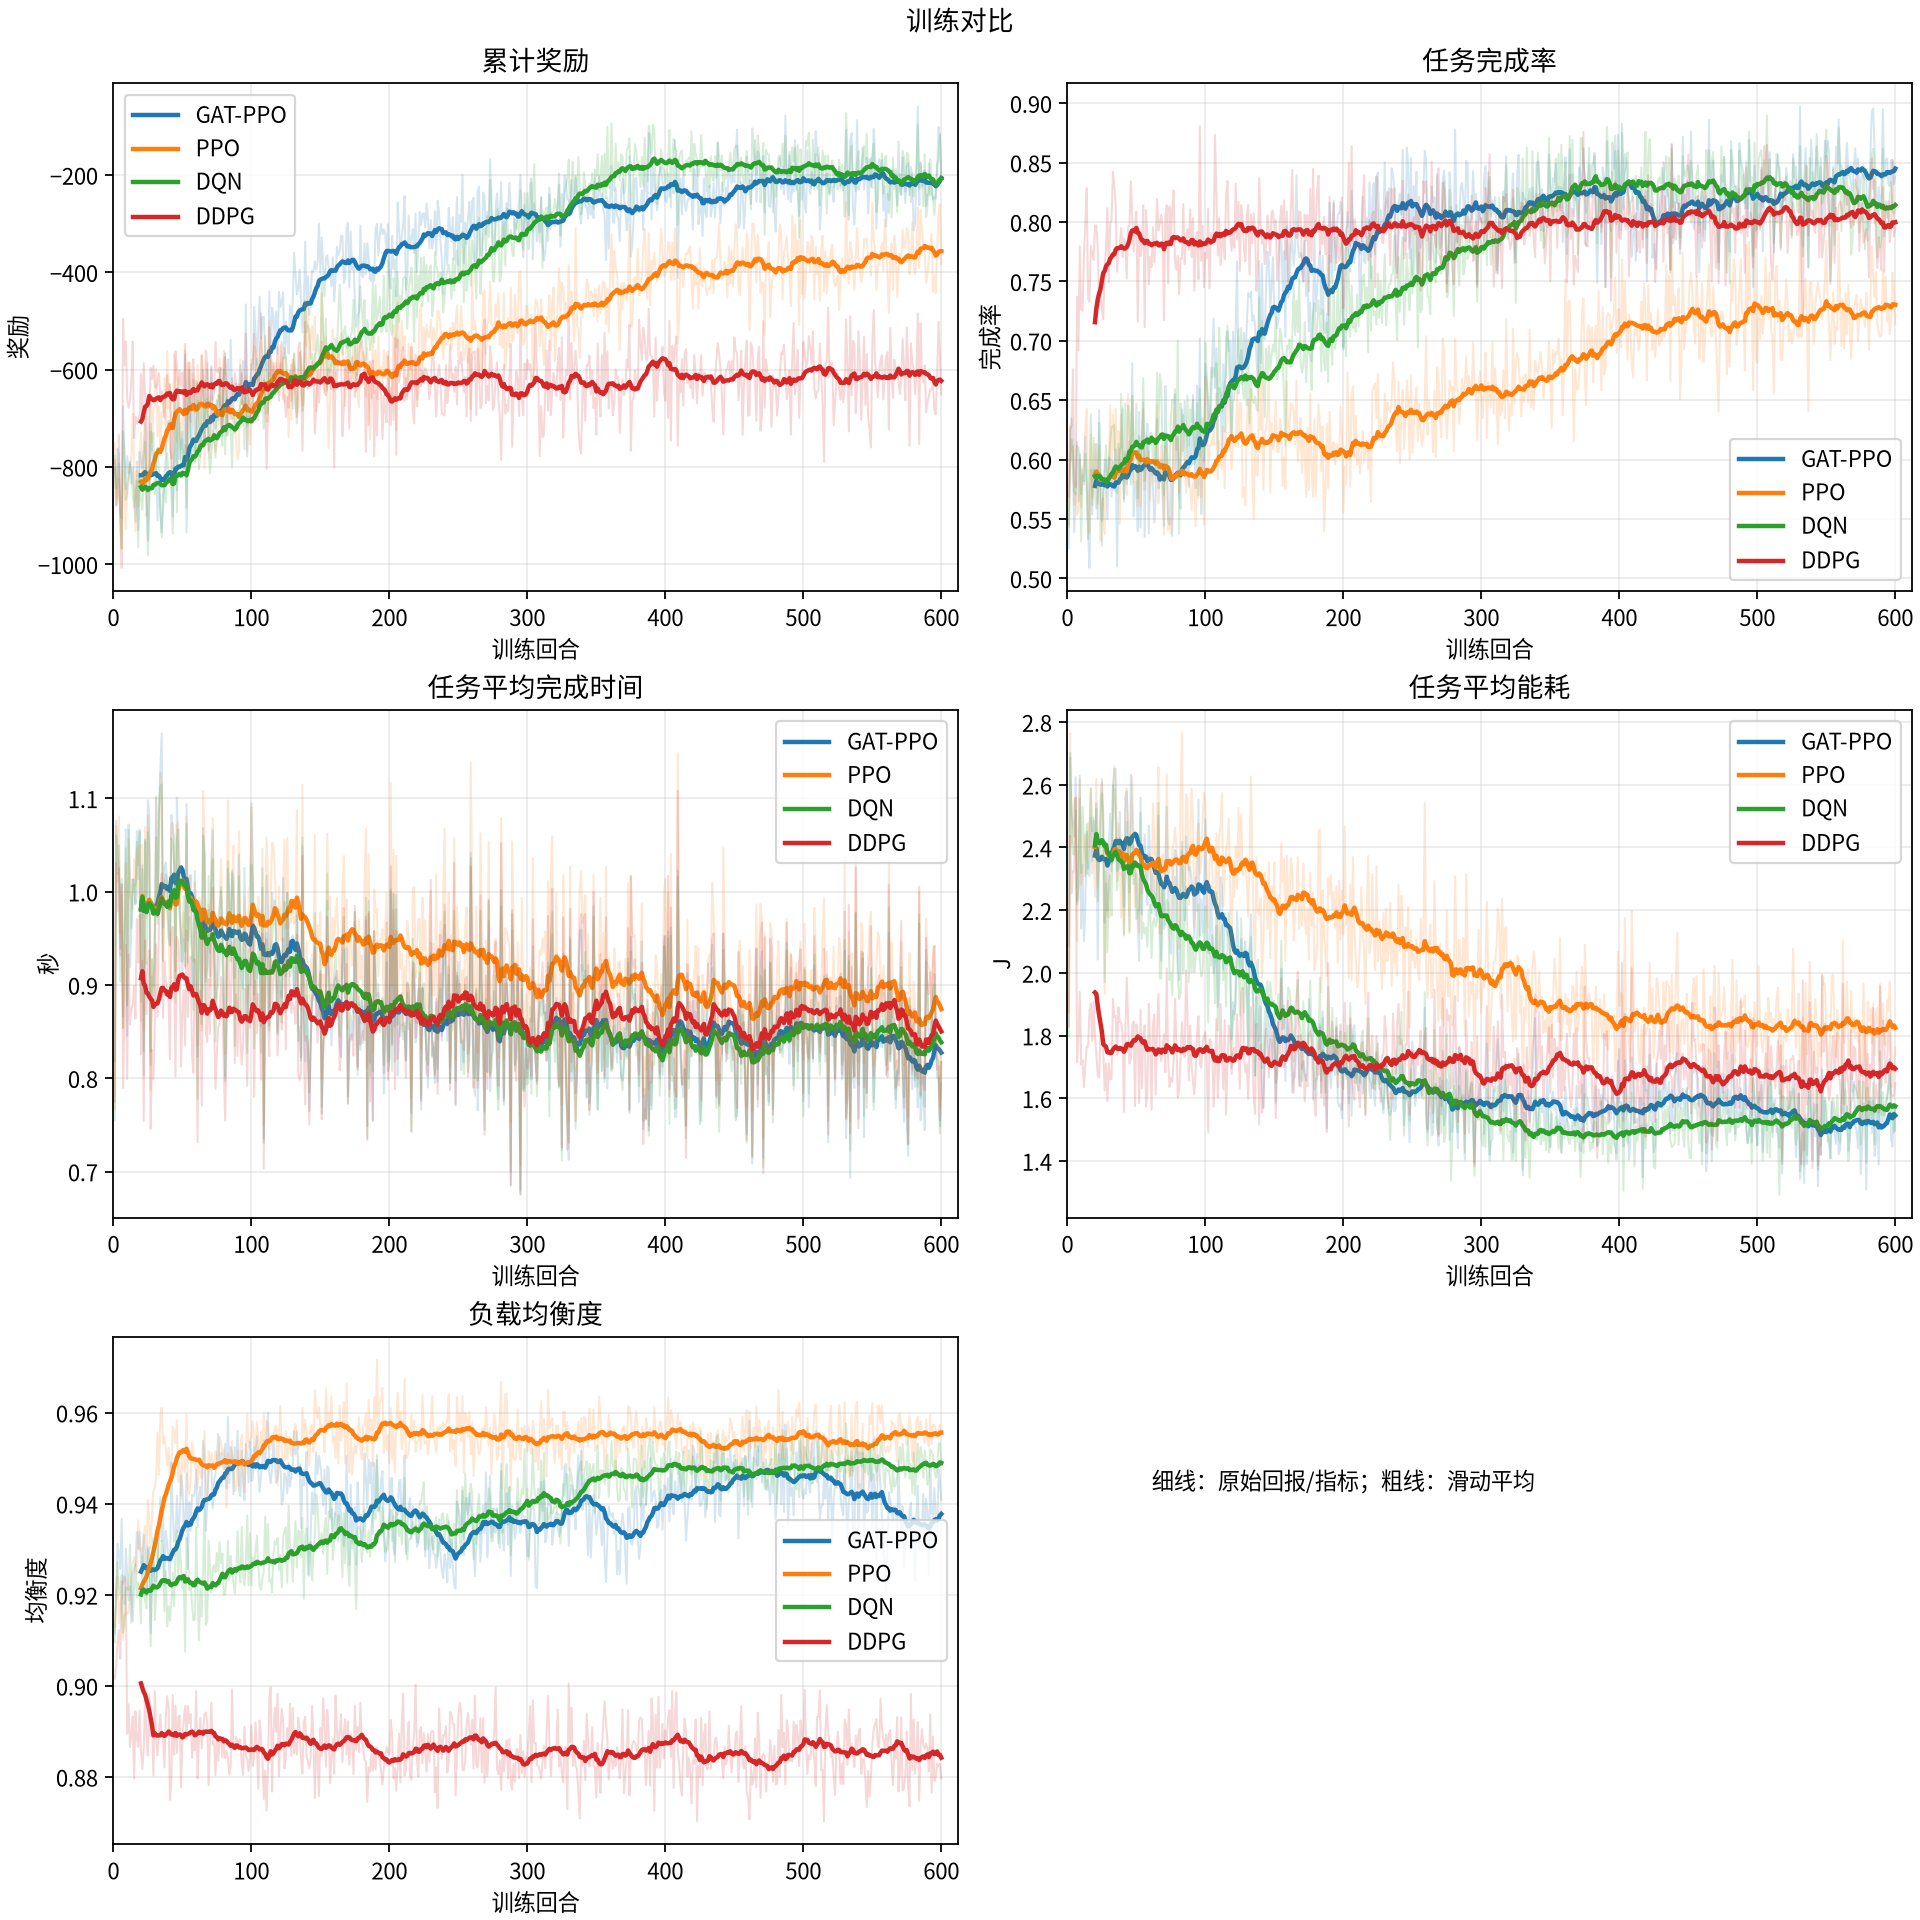 训练对比
累计奖励
奖励
−200
−400
−600
−800
−1000
GAT-PPO
PPO
DQN
DDPG
0 100 200 300 400 500 600
训练回合
任务完成率
完成率
0.90
0.85
0.80
0.75
0.70
0.65
0.60
0.55
0.50
GAT-PPO
PPO
DQN
DDPG
0 100 200 300 400 500 600
训练回合
任务平均完成时间
秒
1.1
1.0
0.9
0.8
0.7
GAT-PPO
PPO
DQN
DDPG
0 100 200 300 400 500 600
训练回合
任务平均能耗
J
2.8
2.6
2.4
2.2
2.0
1.8
1.6
1.4
GAT-PPO
PPO
DQN
DDPG
0 100 200 300 400 500 600
训练回合
负载均衡度
均衡度
0.96
0.94
0.92
0.90
0.88
GAT-PPO
PPO
DQN
DDPG
0 100 200 300 400 500 600
训练回合
细线：原始回报/指标；粗线：滑动平均